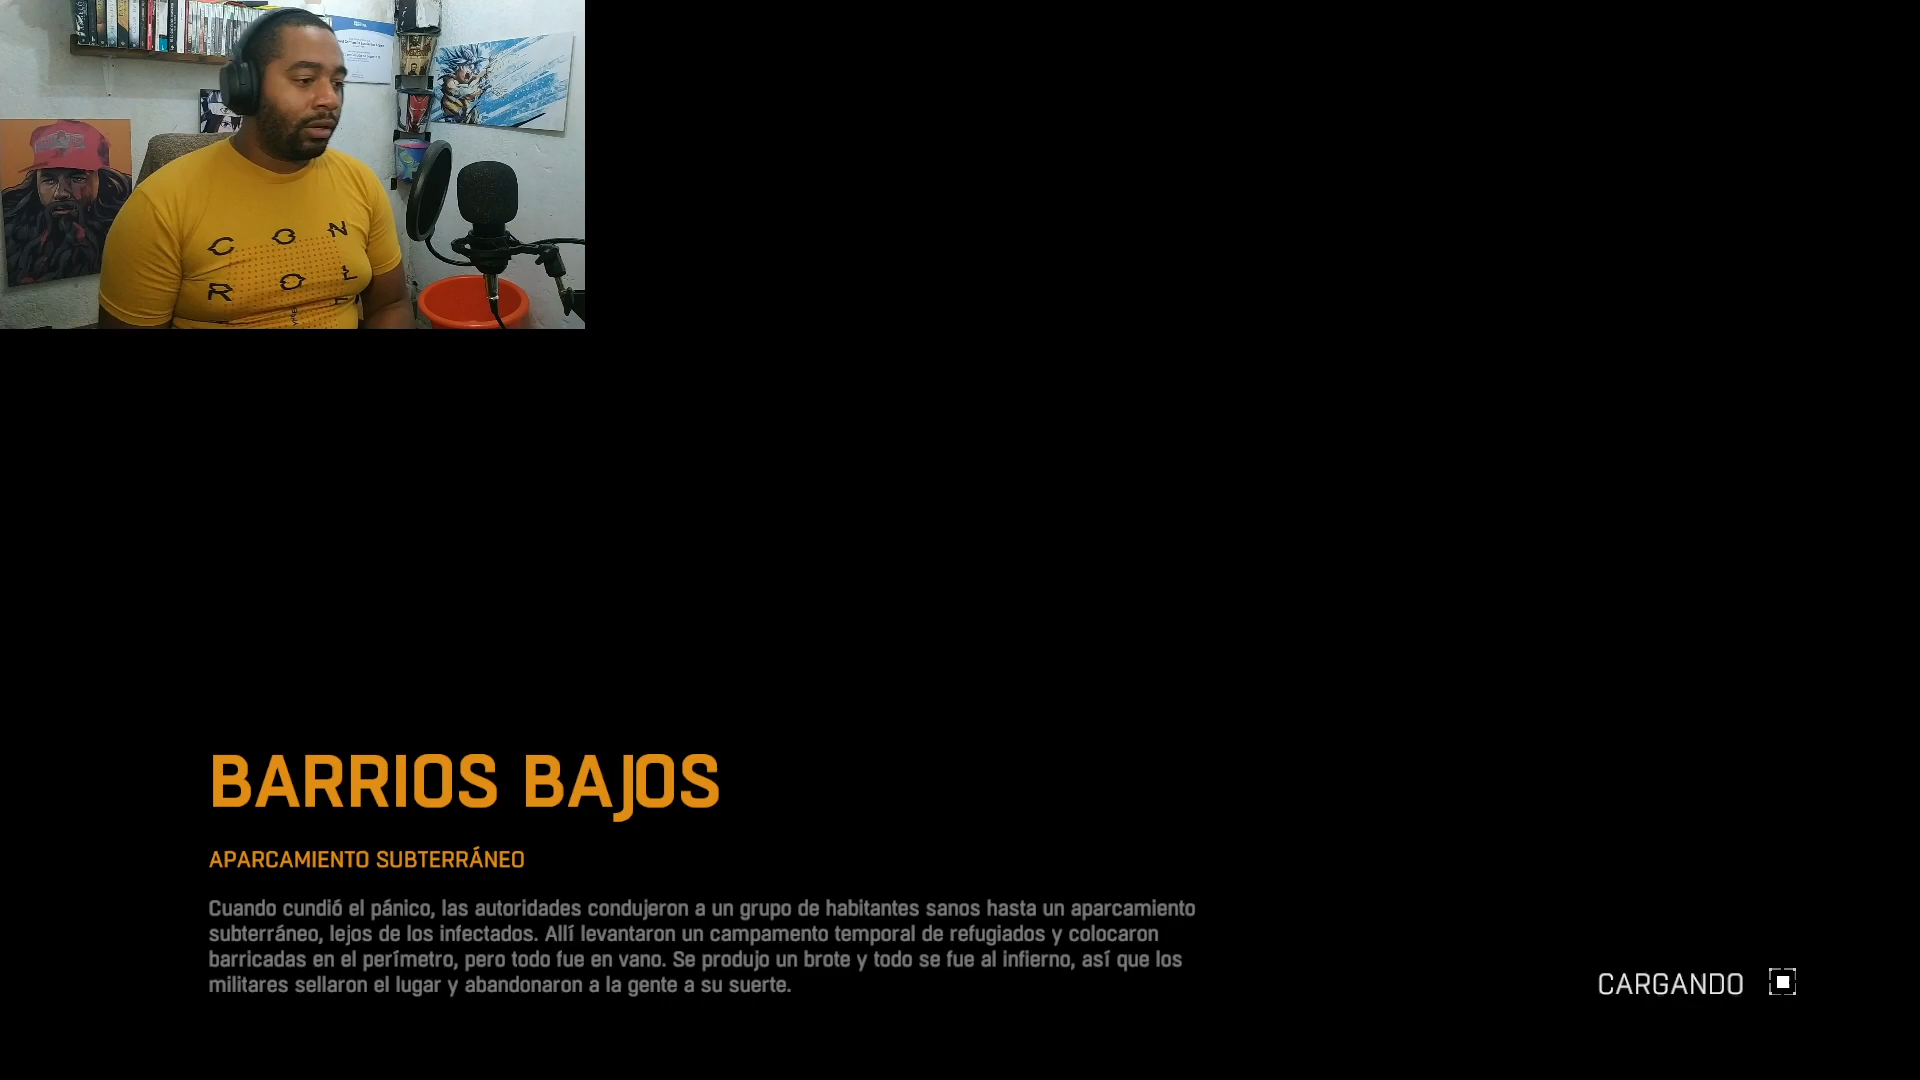 C O N
R O L
BARRIOS BAJOS
APARCAMIENTO SUBTERRÁNEO
Cuando cundió el pánico, las autoridades condujeron a un grupo de habitantes sanos hasta un aparcamiento
subterráneo, lejos de los infectados. Allí levantaron un campamento temporal de refugiados y colocaron
barricadas en el perímetro, pero todo fue en vano. Se produjo un brote y todo se fue al infierno, así que los
militares sellaron el lugar y abandonaron a la gente a su suerte.
CARGANDO